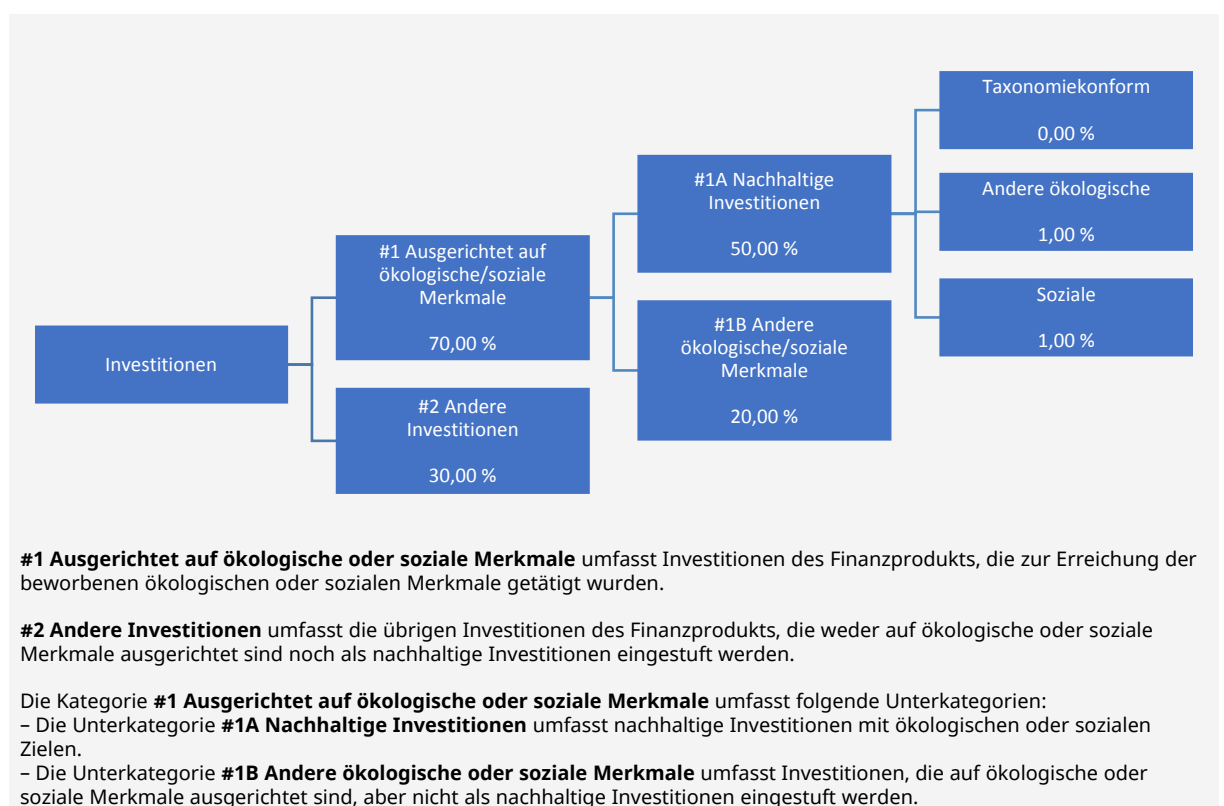 Investitionen
#1 Ausgerichtet auf
ökologische/soziale
Merkmale
70,00 %
#2 Andere
Investitionen
30,00 %
#1A Nachhaltige
Investitionen
50,00 %
#1B Andere
ökologische/soziale
Merkmale
20,00 %
Taxonomiekonform
0,00 %
Andere ökologische
1,00 %
Soziale
1,00 %
#1 Ausgerichtet auf ökologische oder soziale Merkmale umfasst Investitionen des Finanzprodukts, die zur Erreichung der
beworbenen ökologischen oder sozialen Merkmale getätigt wurden.
#2 Andere Investitionen umfasst die übrigen Investitionen des Finanzprodukts, die weder auf ökologische oder soziale
Merkmale ausgerichtet sind noch als nachhaltige Investitionen eingestuft werden.
Die Kategorie #1 Ausgerichtet auf ökologische oder soziale Merkmale umfasst folgende Unterkategorien:
– Die Unterkategorie #1A Nachhaltige Investitionen umfasst nachhaltige Investitionen mit ökologischen oder sozialen
Zielen.
– Die Unterkategorie #1B Andere ökologische oder soziale Merkmale umfasst Investitionen, die auf ökologische oder
soziale Merkmale ausgerichtet sind, aber nicht als nachhaltige Investitionen eingestuft werden.